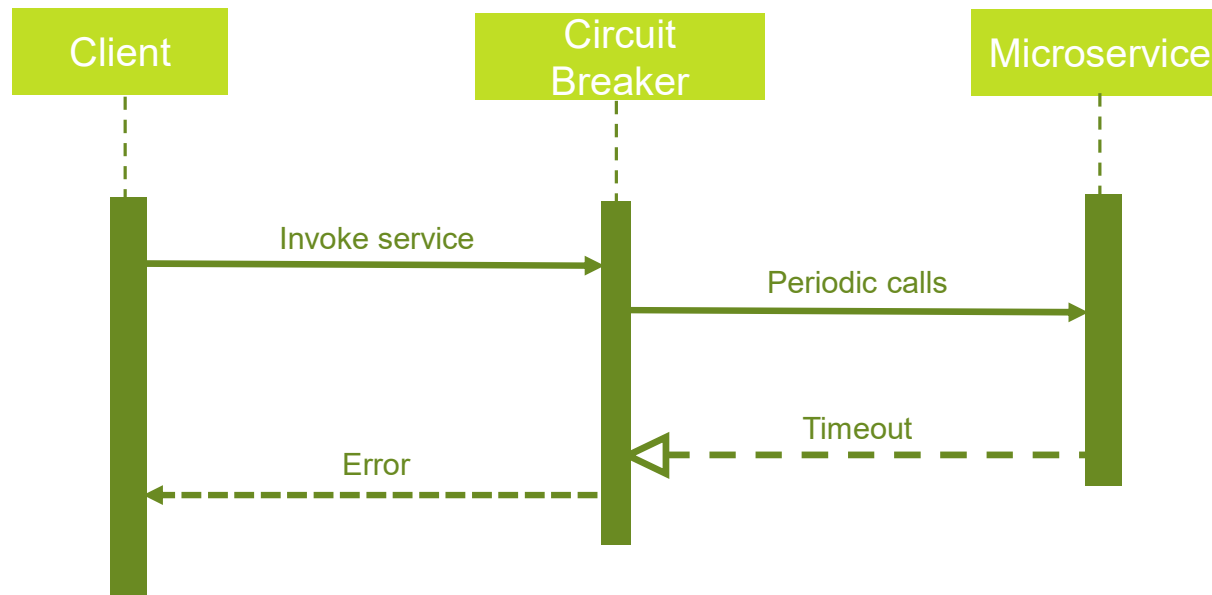 Client
Circuit
Breaker
Microservice
Invoke service
Periodic calls
Timeout
Error